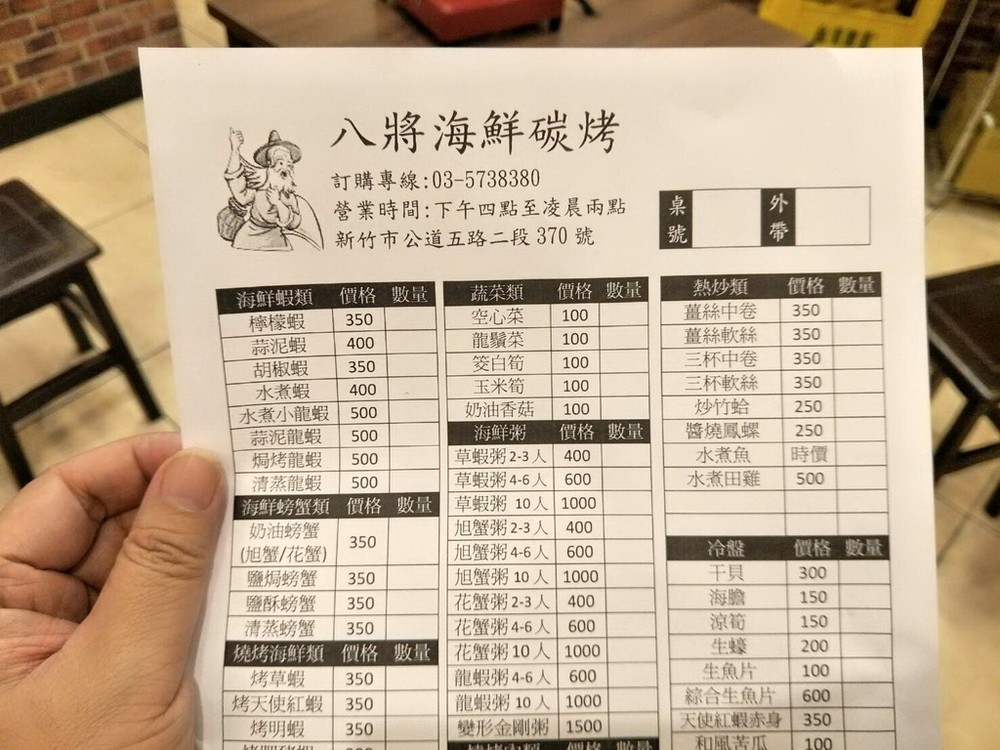 八將海鮮碳烤
訂購專線:03-5738380
營業時間:下午四點至凌晨兩點
新竹市公道五路二段 370 號
桌號
外帶
海鮮蝦類 價格 數量
檸檬蝦 350
蒜泥蝦 400
胡椒蝦 350
水煮蝦 400
水煮小龍蝦 500
蒜泥龍蝦 500
焗烤龍蝦 500
清蒸龍蝦 500
海鮮螃蟹類 價格 數量
奶油螃蟹
(旭蟹/花蟹) 350
鹽焗螃蟹 350
鹽酥螃蟹 350
清蒸螃蟹 350
燒烤海鮮類 價格 數量
烤草蝦 350
烤天使紅蝦 350
烤明蝦 350
蔬菜類 價格 數量
空心菜 100
龍鬚菜 100
筊白筍 100
玉米筍 100
奶油香菇 100
海鮮粥 價格 數量
草蝦粥 2-3 人 400
草蝦粥 4-6 人 600
草蝦粥 10 人 1000
旭蟹粥 2-3 人 400
旭蟹粥 4-6 人 600
旭蟹粥 10 人 1000
花蟹粥 2-3 人 400
花蟹粥 4-6 人 600
花蟹粥 10 人 1000
龍蝦粥 4-6 人 600
龍蝦粥 10 人 1000
變形金剛粥 1500
熱炒類 價格 數量
薑絲中卷 350
薑絲軟絲 350
三杯中卷 350
三杯軟絲 350
炒竹蛤 250
醬燒鳳螺 250
水煮魚 時價
水煮田雞 500
冷盤 價格 數量
干貝 300
海膽 150
涼筍 150
生蠔 200
生魚片 100
綜合生魚片 600
天使紅蝦赤身 350
和風苦瓜 100